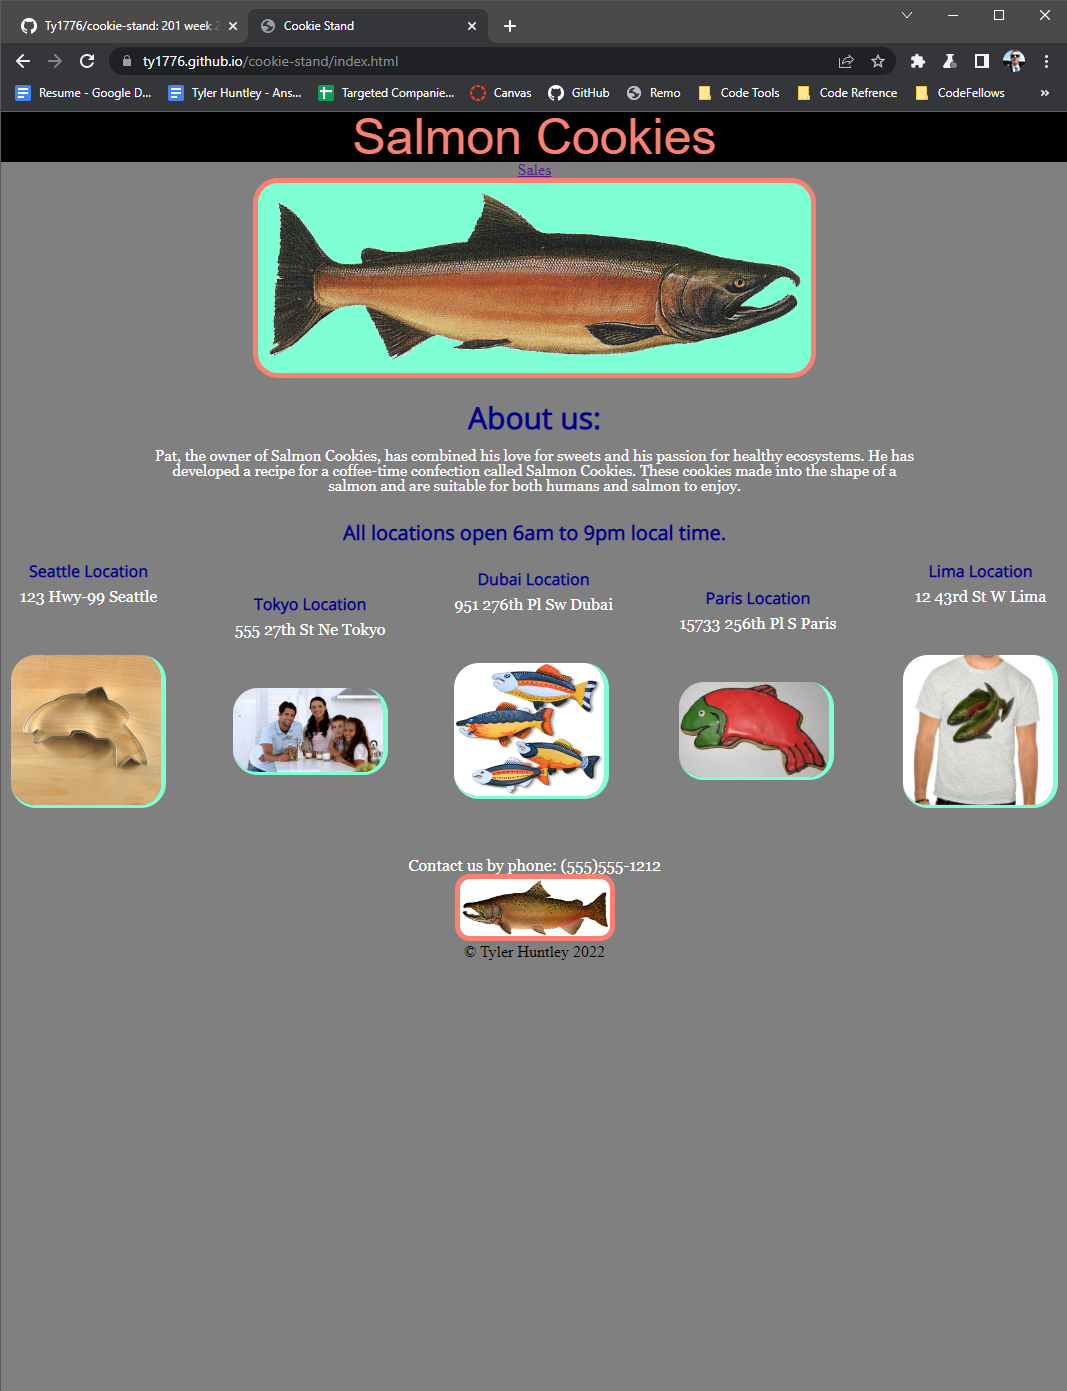 Ty1776/cookie-stand: 201 week 2
Cookie Stand
ty1776.github.io/cookie-stand/index.html
Resume - Google D...
Tyler Huntley - Ans...
Targeted Companie...
Canvas
GitHub
Remo
Code Tools
Code Refrence
CodeFellows
Salmon Cookies
Sales
About us:
Pat, the owner of Salmon Cookies, has combined his love for sweets and his passion for healthy ecosystems. He has
developed a recipe for a coffee-time confection called Salmon Cookies. These cookies made into the shape of a
salmon and are suitable for both humans and salmon to enjoy.
All locations open 6am to 9pm local time.
Seattle Location
123 Hwy-99 Seattle
Tokyo Location
555 27th St Ne Tokyo
Dubai Location
951 276th Pl Sw Dubai
Paris Location
15733 256th Pl S Paris
Lima Location
12 43rd St W Lima
Contact us by phone: (555)555-1212
© Tyler Huntley 2022